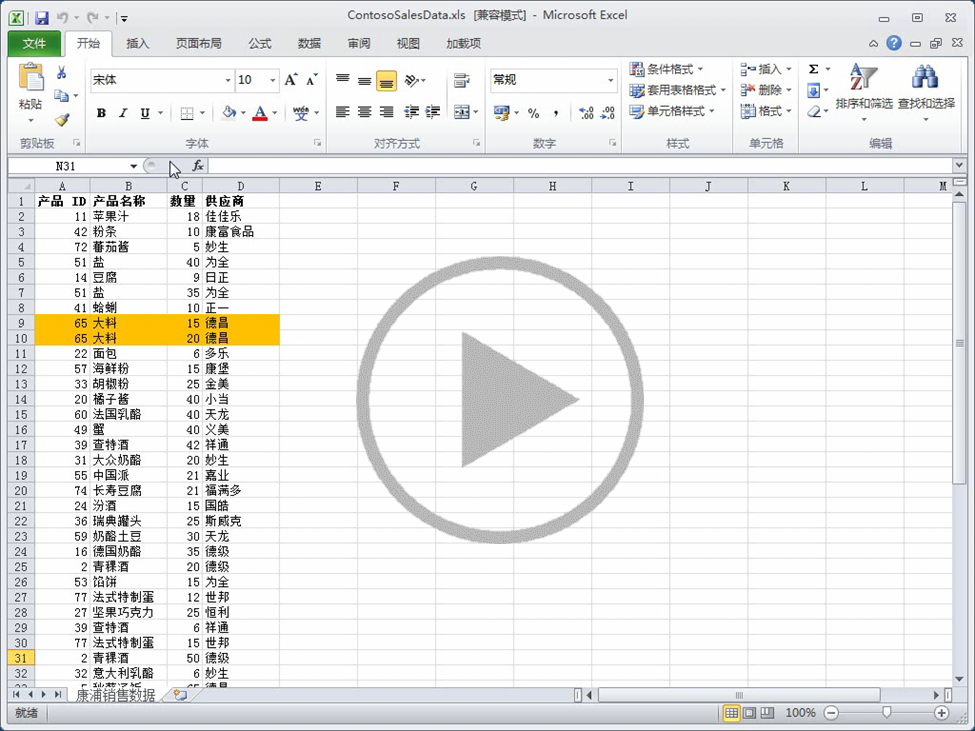 ContosoSalesData.xls [兼容模式] - Microsoft Excel
文件 开始 插入 页面布局 公式 数据 审阅 视图 加载项
宋体 10 常规 条件格式 插入
粘贴 套用表格格式 删除 排序和筛选 查找和选择
B I U A wén 文 % , 单元格样式 格式
剪贴板 字体 对齐方式 数字 样式 单元格 编辑
N31 fx
A B C D E F G H I J K L M
1 产品 ID 产品名称 数量 供应商
2 11 苹果汁 18 佳佳乐
3 42 粉条 10 康富食品
4 72 蕃茄酱 5 妙生
5 51 盐 40 为全
6 14 豆腐 9 日正
7 51 盐 35 为全
8 41 蛤蜊 10 正一
9 65 大料 15 德昌
10 65 大料 20 德昌
11 22 面包 6 多乐
12 57 海鲜粉 15 康堡
13 33 胡椒粉 25 金美
14 20 橘子酱 40 小当
15 60 法国乳酪 40 天龙
16 49 蟹 40 义美
17 39 查特酒 42 祥通
18 31 大众奶酪 20 妙生
19 55 中国派 21 嘉业
20 74 长寿豆腐 21 福满多
21 24 汾酒 15 国皓
22 36 瑞典罐头 25 斯威克
23 59 奶酪土豆 30 天龙
24 16 德国奶酪 35 德级
25 2 青稞酒 20 德级
26 53 馅饼 15 为全
27 77 法式特制蛋 12 世邦
28 27 坚果巧克力 25 恒利
29 39 查特酒 6 祥通
30 77 法式特制蛋 15 世邦
31 2 青稞酒 50 德级
32 32 意大利乳酪 6 妙生
康浦销售数据
就绪 100%